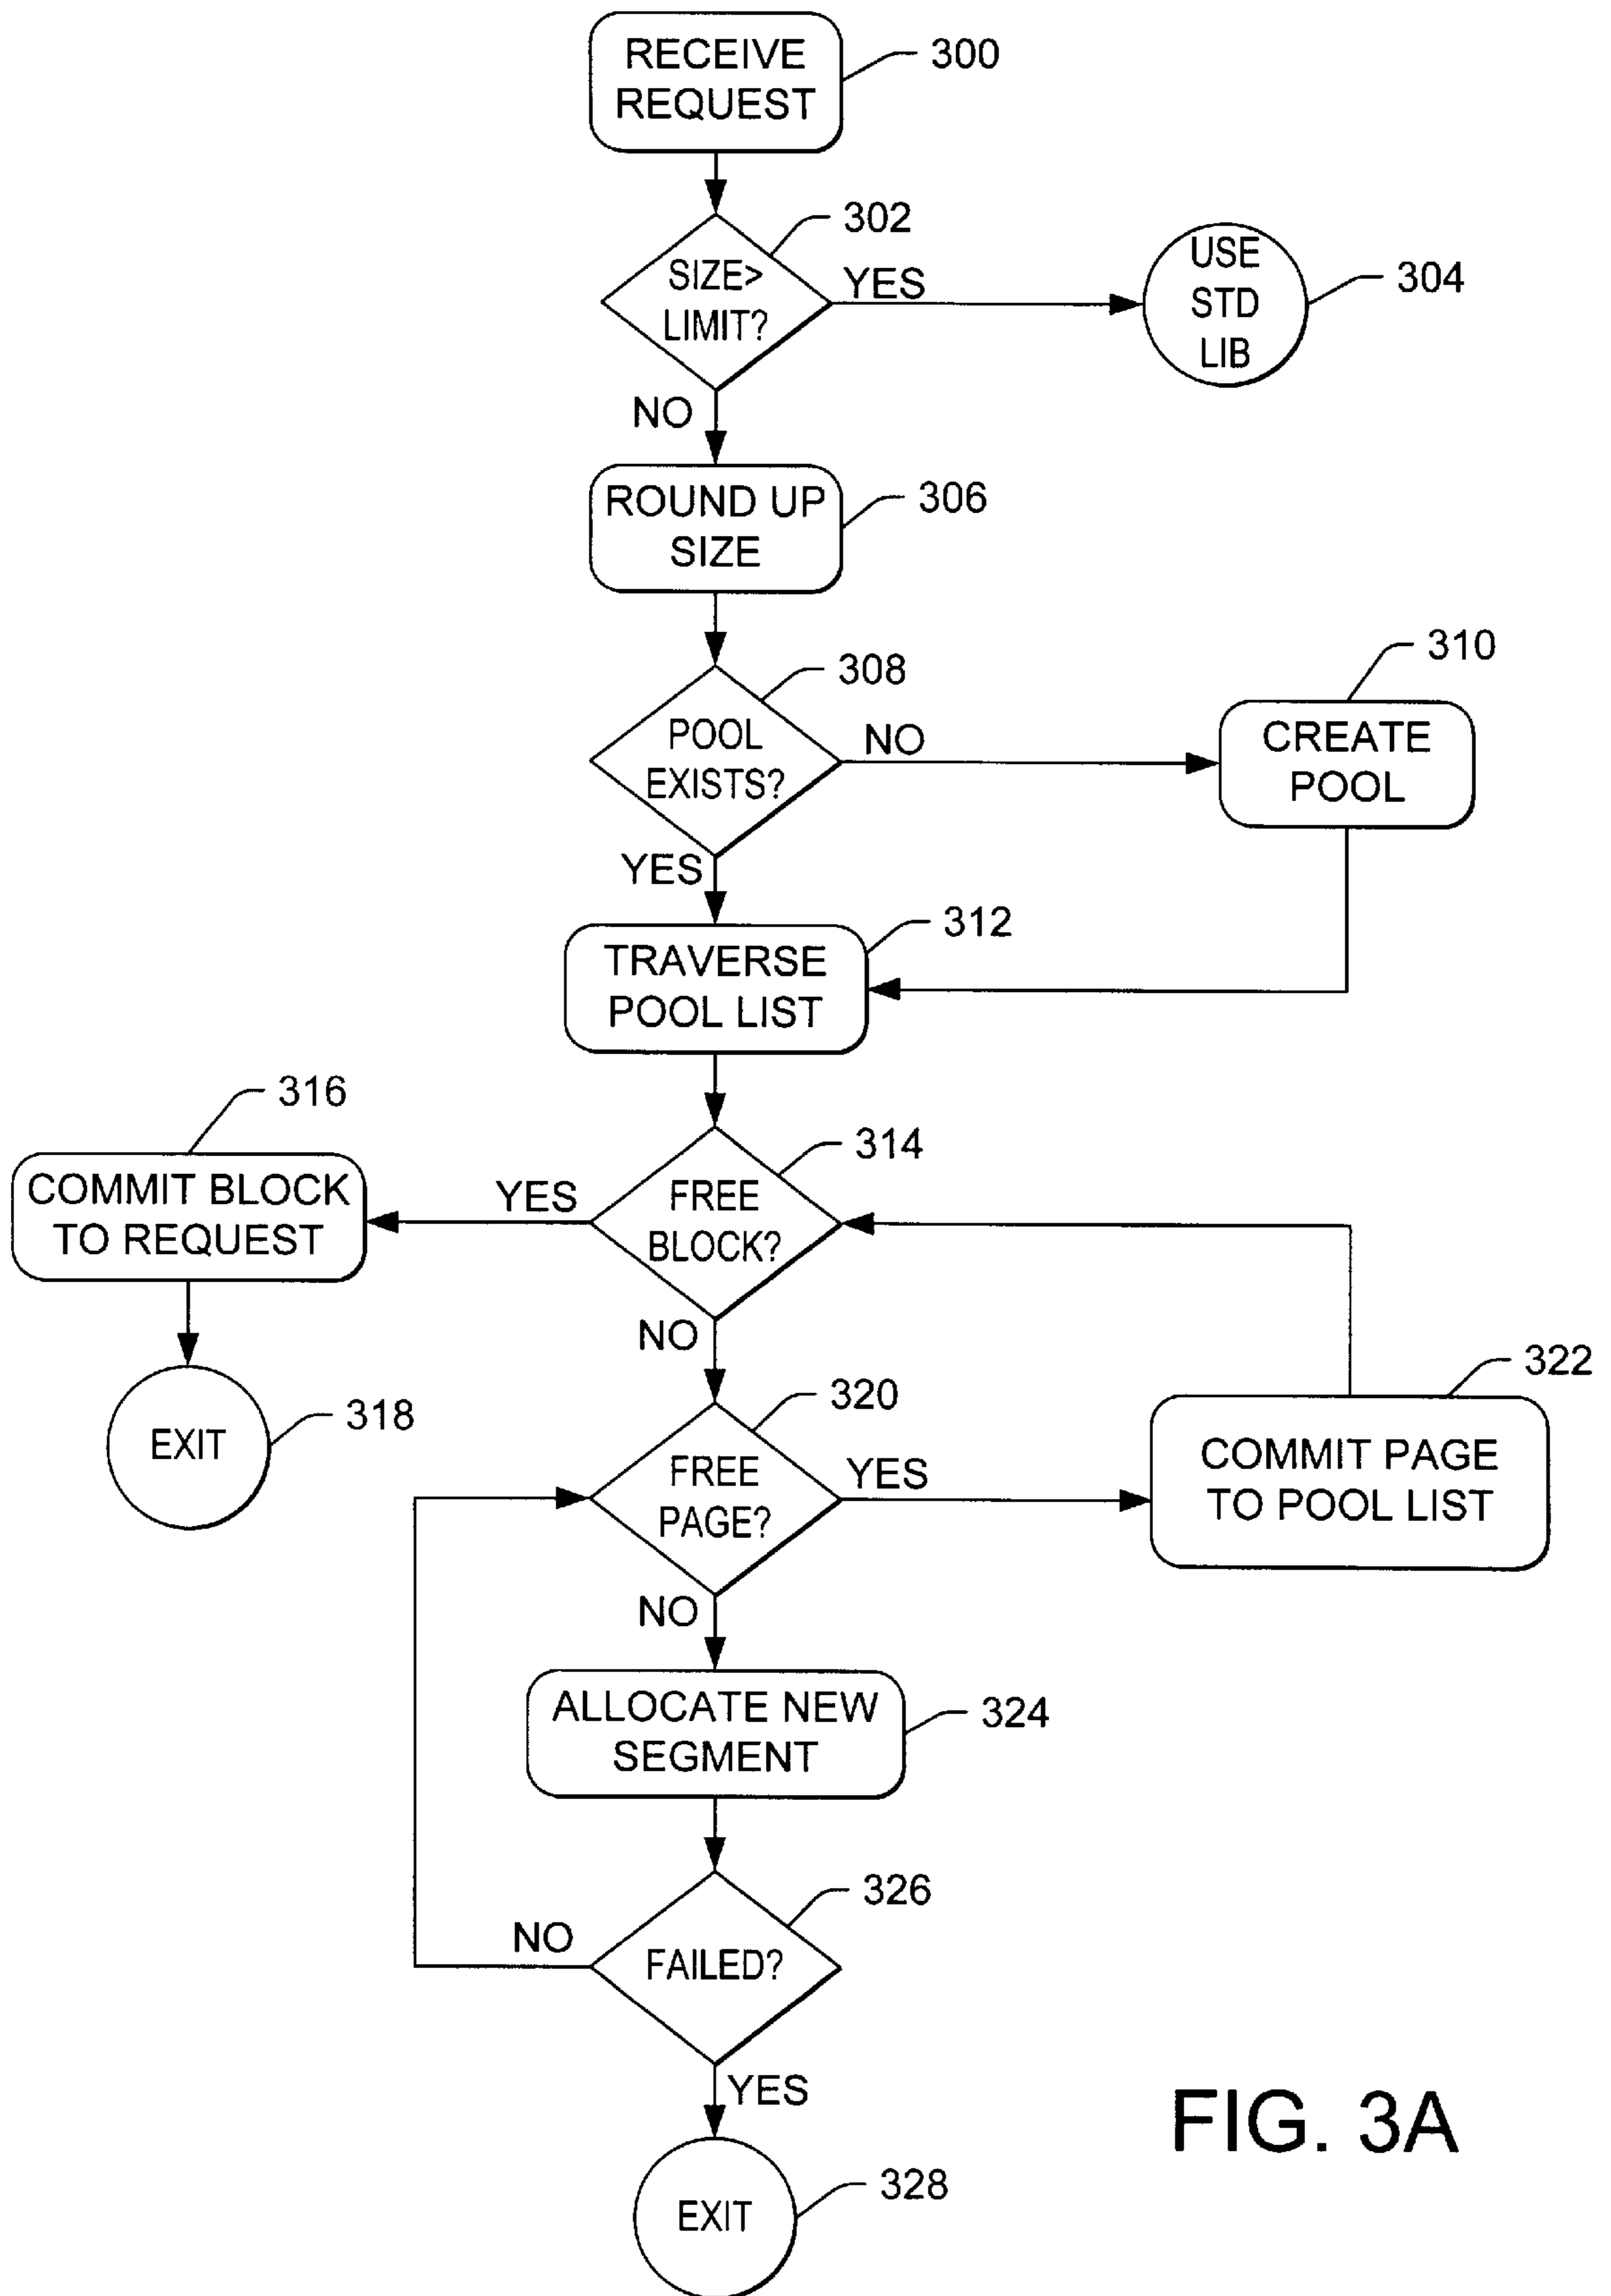 RECEIVE
REQUEST
300
302
SIZE>
LIMIT?
YES
USE
STD
LIB
304
NO
ROUND UP
SIZE
306
308
POOL
EXISTS?
NO
310
CREATE
POOL
YES
312
TRAVERSE
POOL LIST
316
COMMIT BLOCK
TO REQUEST
YES
314
FREE
BLOCK?
NO
EXIT
318
320
FREE
PAGE?
YES
322
COMMIT PAGE
TO POOL LIST
NO
ALLOCATE NEW
SEGMENT
324
326
NO
FAILED?
YES
EXIT
328
FIG. 3A